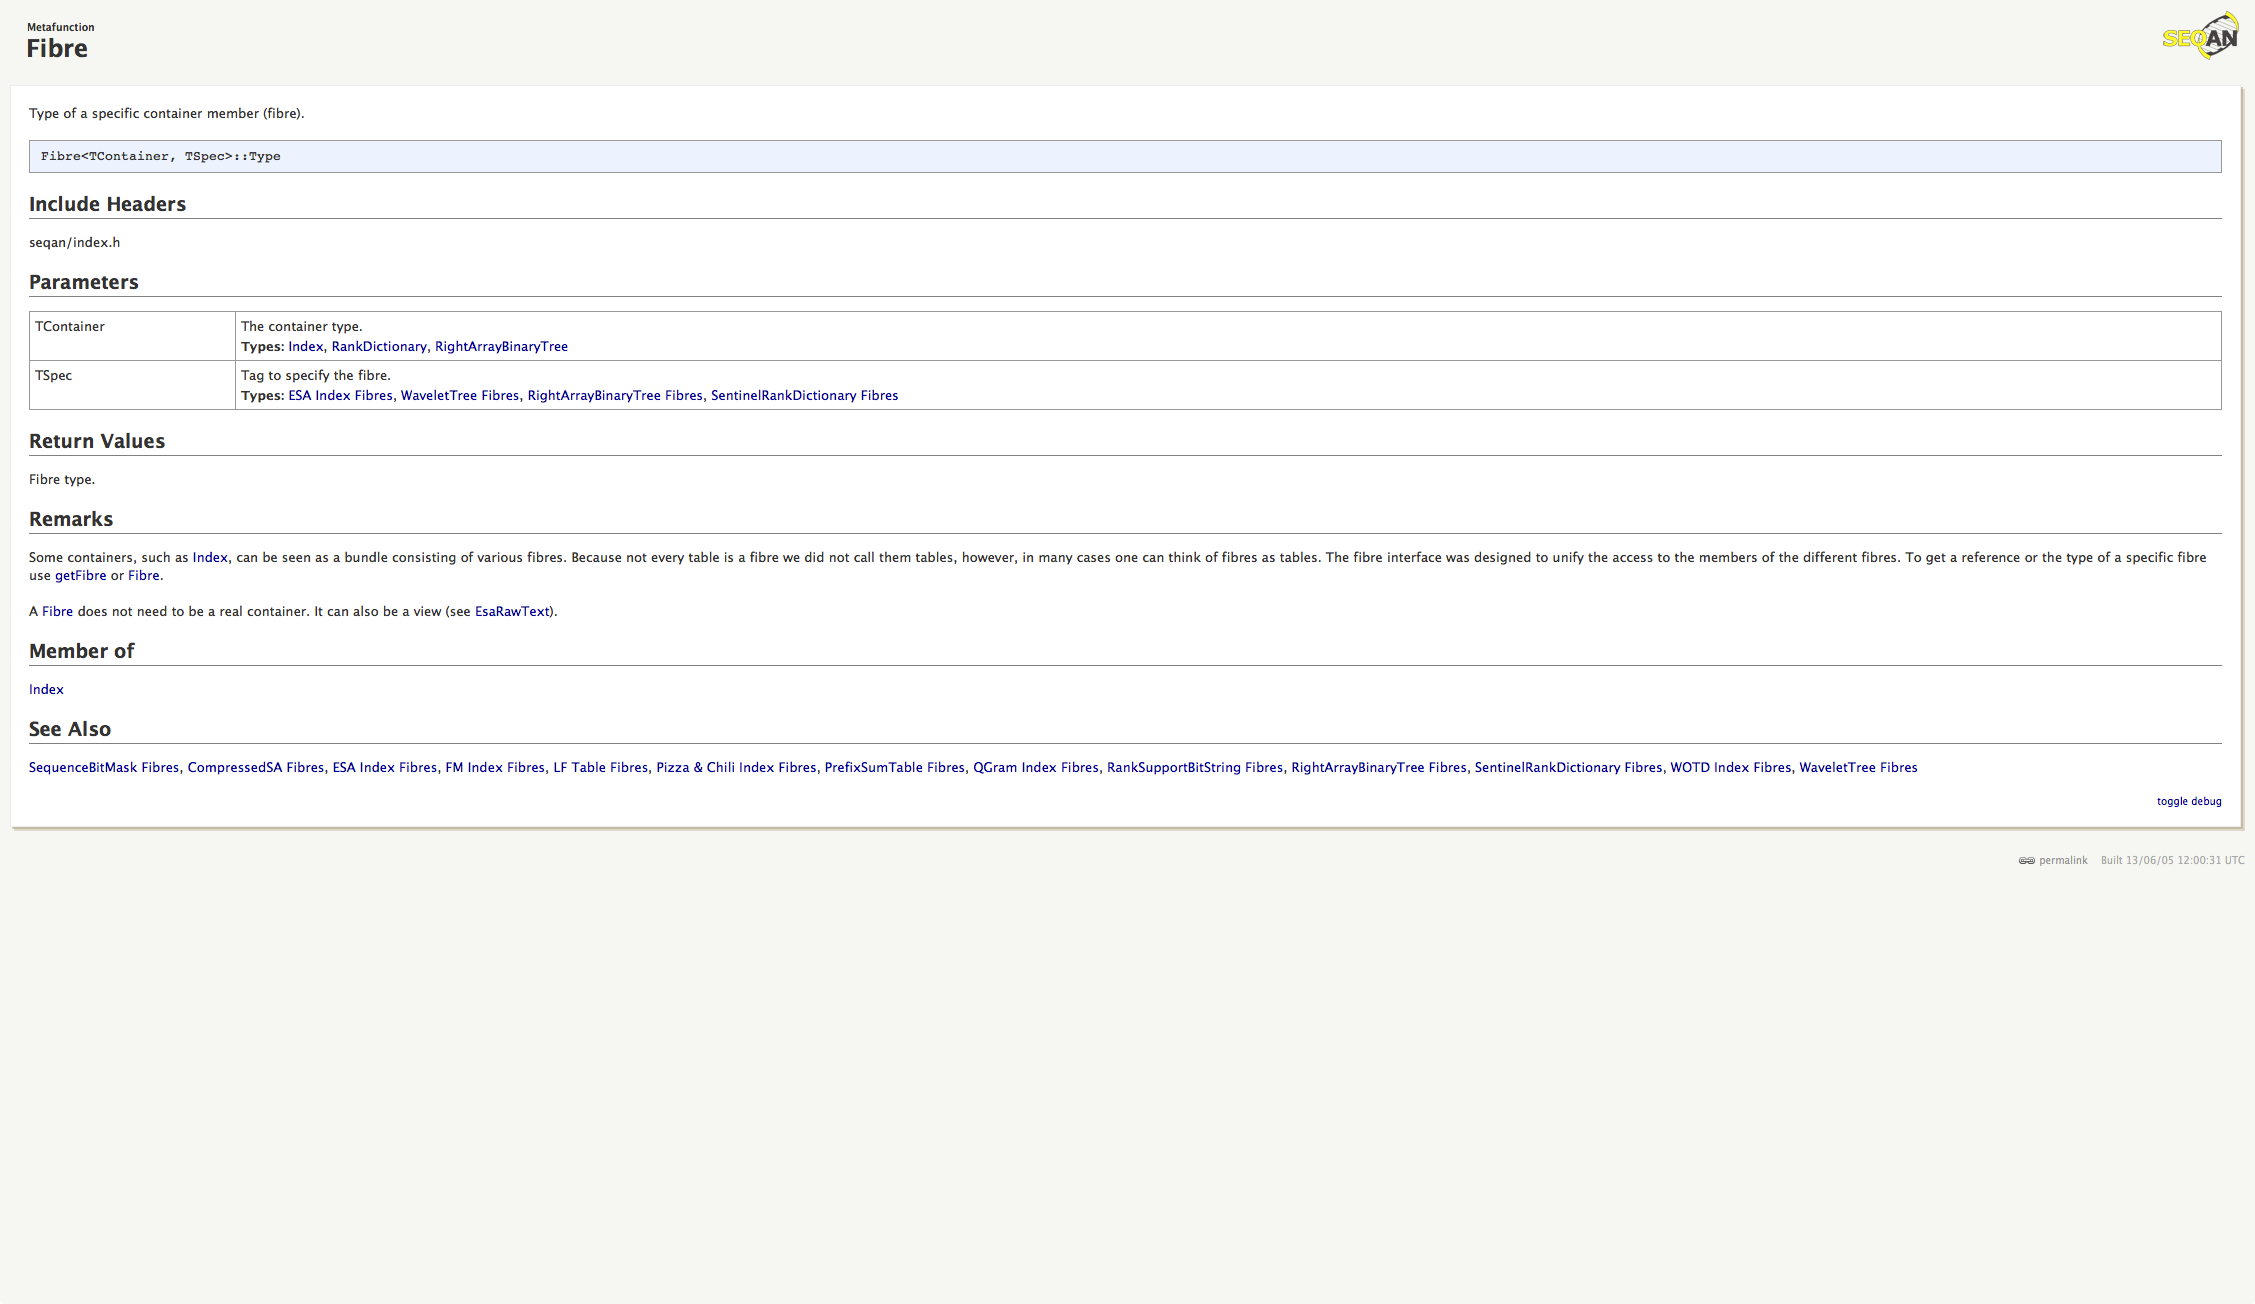 Metafunction
Fibre
SEQAN
Type of a specific container member (fibre).
Fibre<TContainer, TSpec>::Type
Include Headers
seqan/index.h
Parameters
TContainer
The container type.
Types: Index, RankDictionary, RightArrayBinaryTree
TSpec
Tag to specify the fibre.
Types: ESA Index Fibres, WaveletTree Fibres, RightArrayBinaryTree Fibres, SentinelRankDictionary Fibres
Return Values
Fibre type.
Remarks
Some containers, such as Index, can be seen as a bundle consisting of various fibres. Because not every table is a fibre we did not call them tables, however, in many cases one can think of fibres as tables. The fibre interface was designed to unify the access to the members of the different fibres. To get a reference or the type of a specific fibre
use getFibre or Fibre.
A Fibre does not need to be a real container. It can also be a view (see EsaRawText).
Member of
Index
See Also
SequenceBitMask Fibres, CompressedSA Fibres, ESA Index Fibres, FM Index Fibres, LF Table Fibres, Pizza & Chili Index Fibres, PrefixSumTable Fibres, QGram Index Fibres, RankSupportBitString Fibres, RightArrayBinaryTree Fibres, SentinelRankDictionary Fibres, WOTD Index Fibres, WaveletTree Fibres
toggle debug
permalink Built 13/06/05 12:00:31 UTC